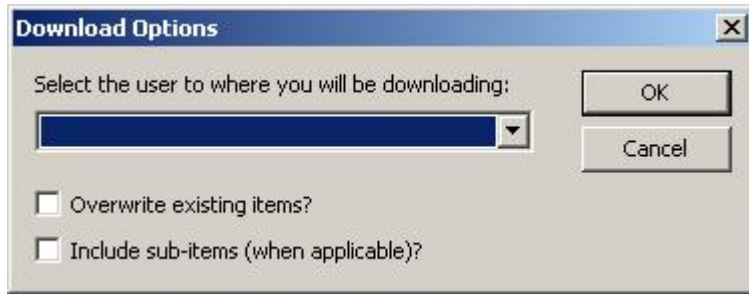 Download Options
Select the user to where you will be downloading:
OK
Cancel
Overwrite existing items?
Include sub-items (when applicable)?